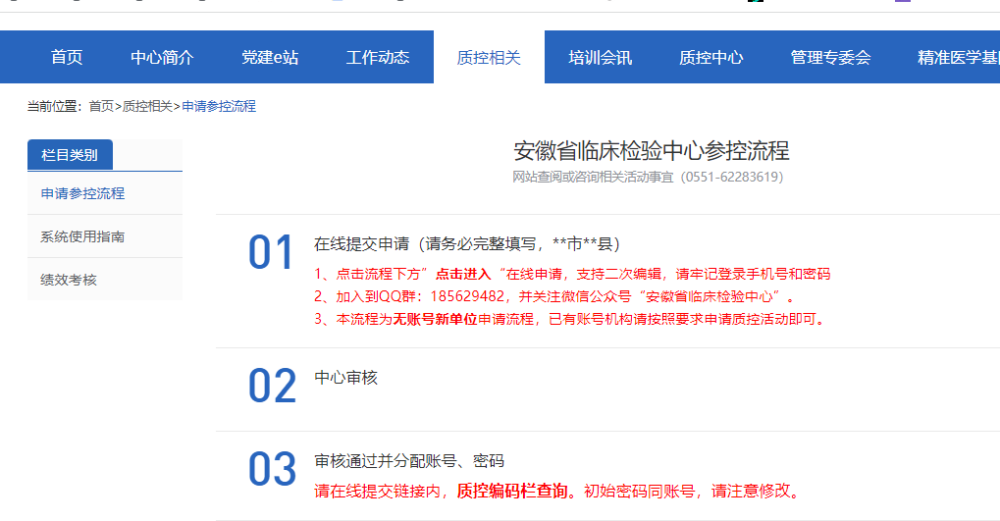 首页 中心简介 党建e站 工作动态 质控相关 培训会讯 质控中心 管理专委会 精准医学基
当前位置：首页>质控相关>申请参控流程
栏目类别
申请参控流程
系统使用指南
绩效考核
安徽省临床检验中心参控流程
网站查阅或咨询相关活动事宜（0551-62283619）
01 在线提交申请（请务必完整填写，**市**县）
1、点击流程下方”点击进入“在线申请，支持二次编辑，请牢记登录手机号和密码
2、加入到QQ群：185629482，并关注微信公众号“安徽省临床检验中心”。
3、本流程为无账号新单位申请流程，已有账号机构请按照要求申请质控活动即可。
02 中心审核
03 审核通过并分配账号、密码
请在线提交链接内，质控编码栏查询。初始密码同账号，请注意修改。